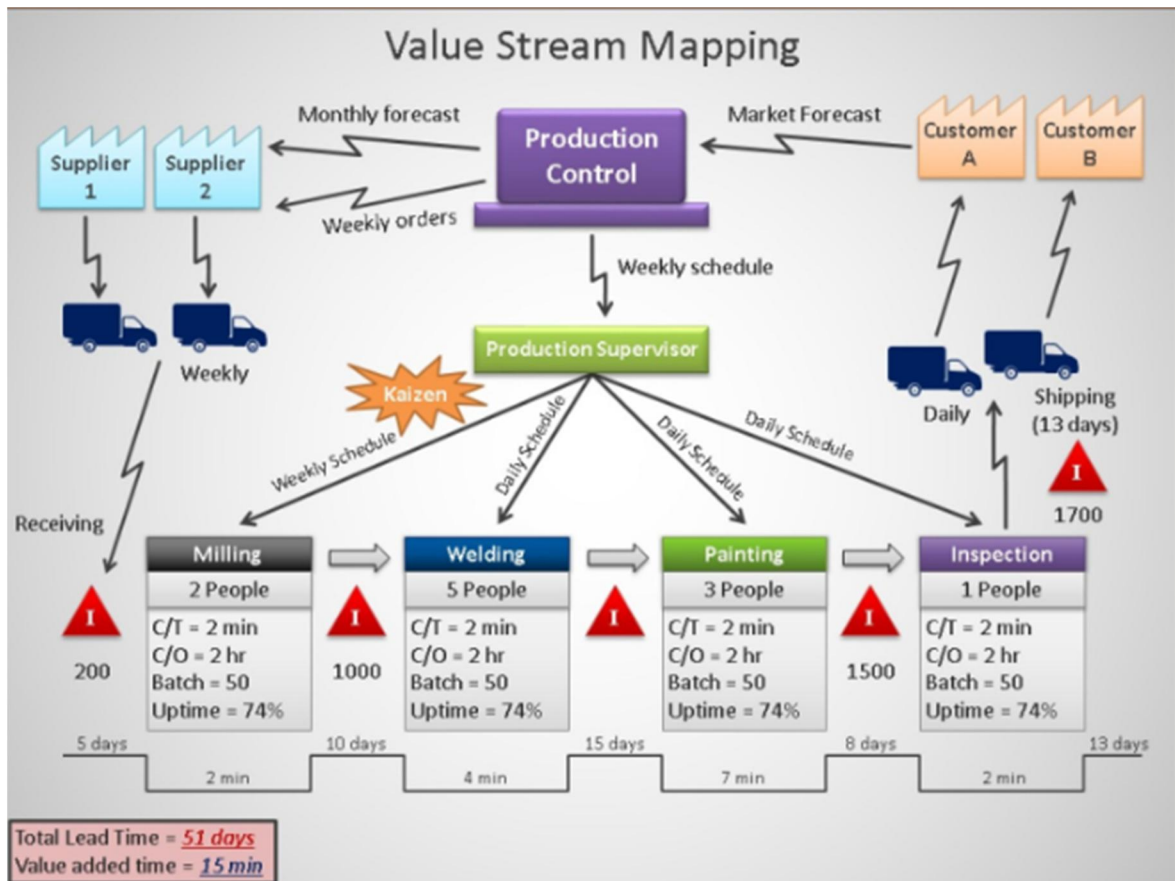 Value Stream Mapping
Monthly forecast
Production
Control
Market Forecast
Customer
A
Customer
B
Supplier
1
Supplier
2
Weekly orders
Weekly schedule
Production Supervisor
Weekly
Kaizen
Daily
Shipping
(13 days)
Weekly Schedule
Daily Schedule
Daily Schedule
Daily Schedule
I
1700
Receiving
I
200
Milling
2 People
C/T = 2 min
C/O = 2 hr
Batch = 50
Uptime = 74%
I
1000
Welding
5 People
C/T = 2 min
C/O = 2 hr
Batch = 50
Uptime = 74%
I
Painting
3 People
C/T = 2 min
C/O = 2 hr
Batch = 50
Uptime = 74%
I
1500
Inspection
1 People
C/T = 2 min
C/O = 2 hr
Batch = 50
Uptime = 74%
5 days
10 days
15 days
8 days
13 days
2 min
4 min
7 min
2 min
Total Lead Time = 51 days
Value added time = 15 min